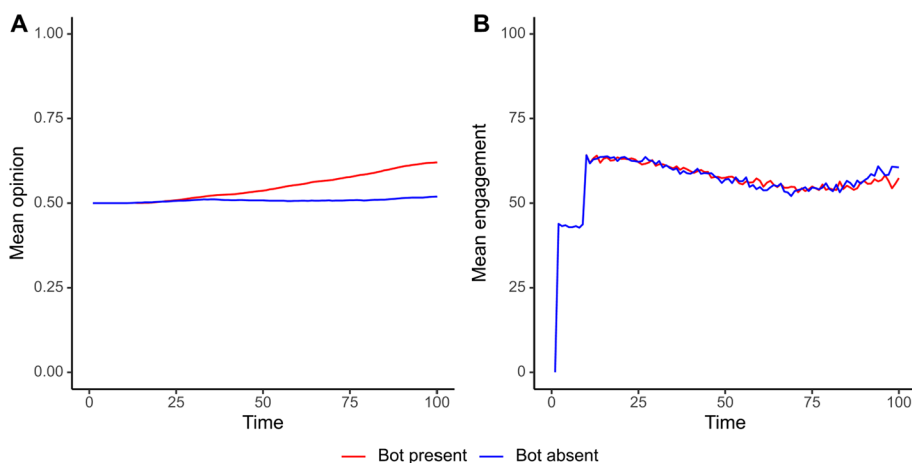 A
Mean opinion
1.00
0.75
0.50
0.25
0.00
0 25 50 75 100
Time
B
Mean engagement
100
75
50
25
0
0 25 50 75 100
Time
Bot present Bot absent